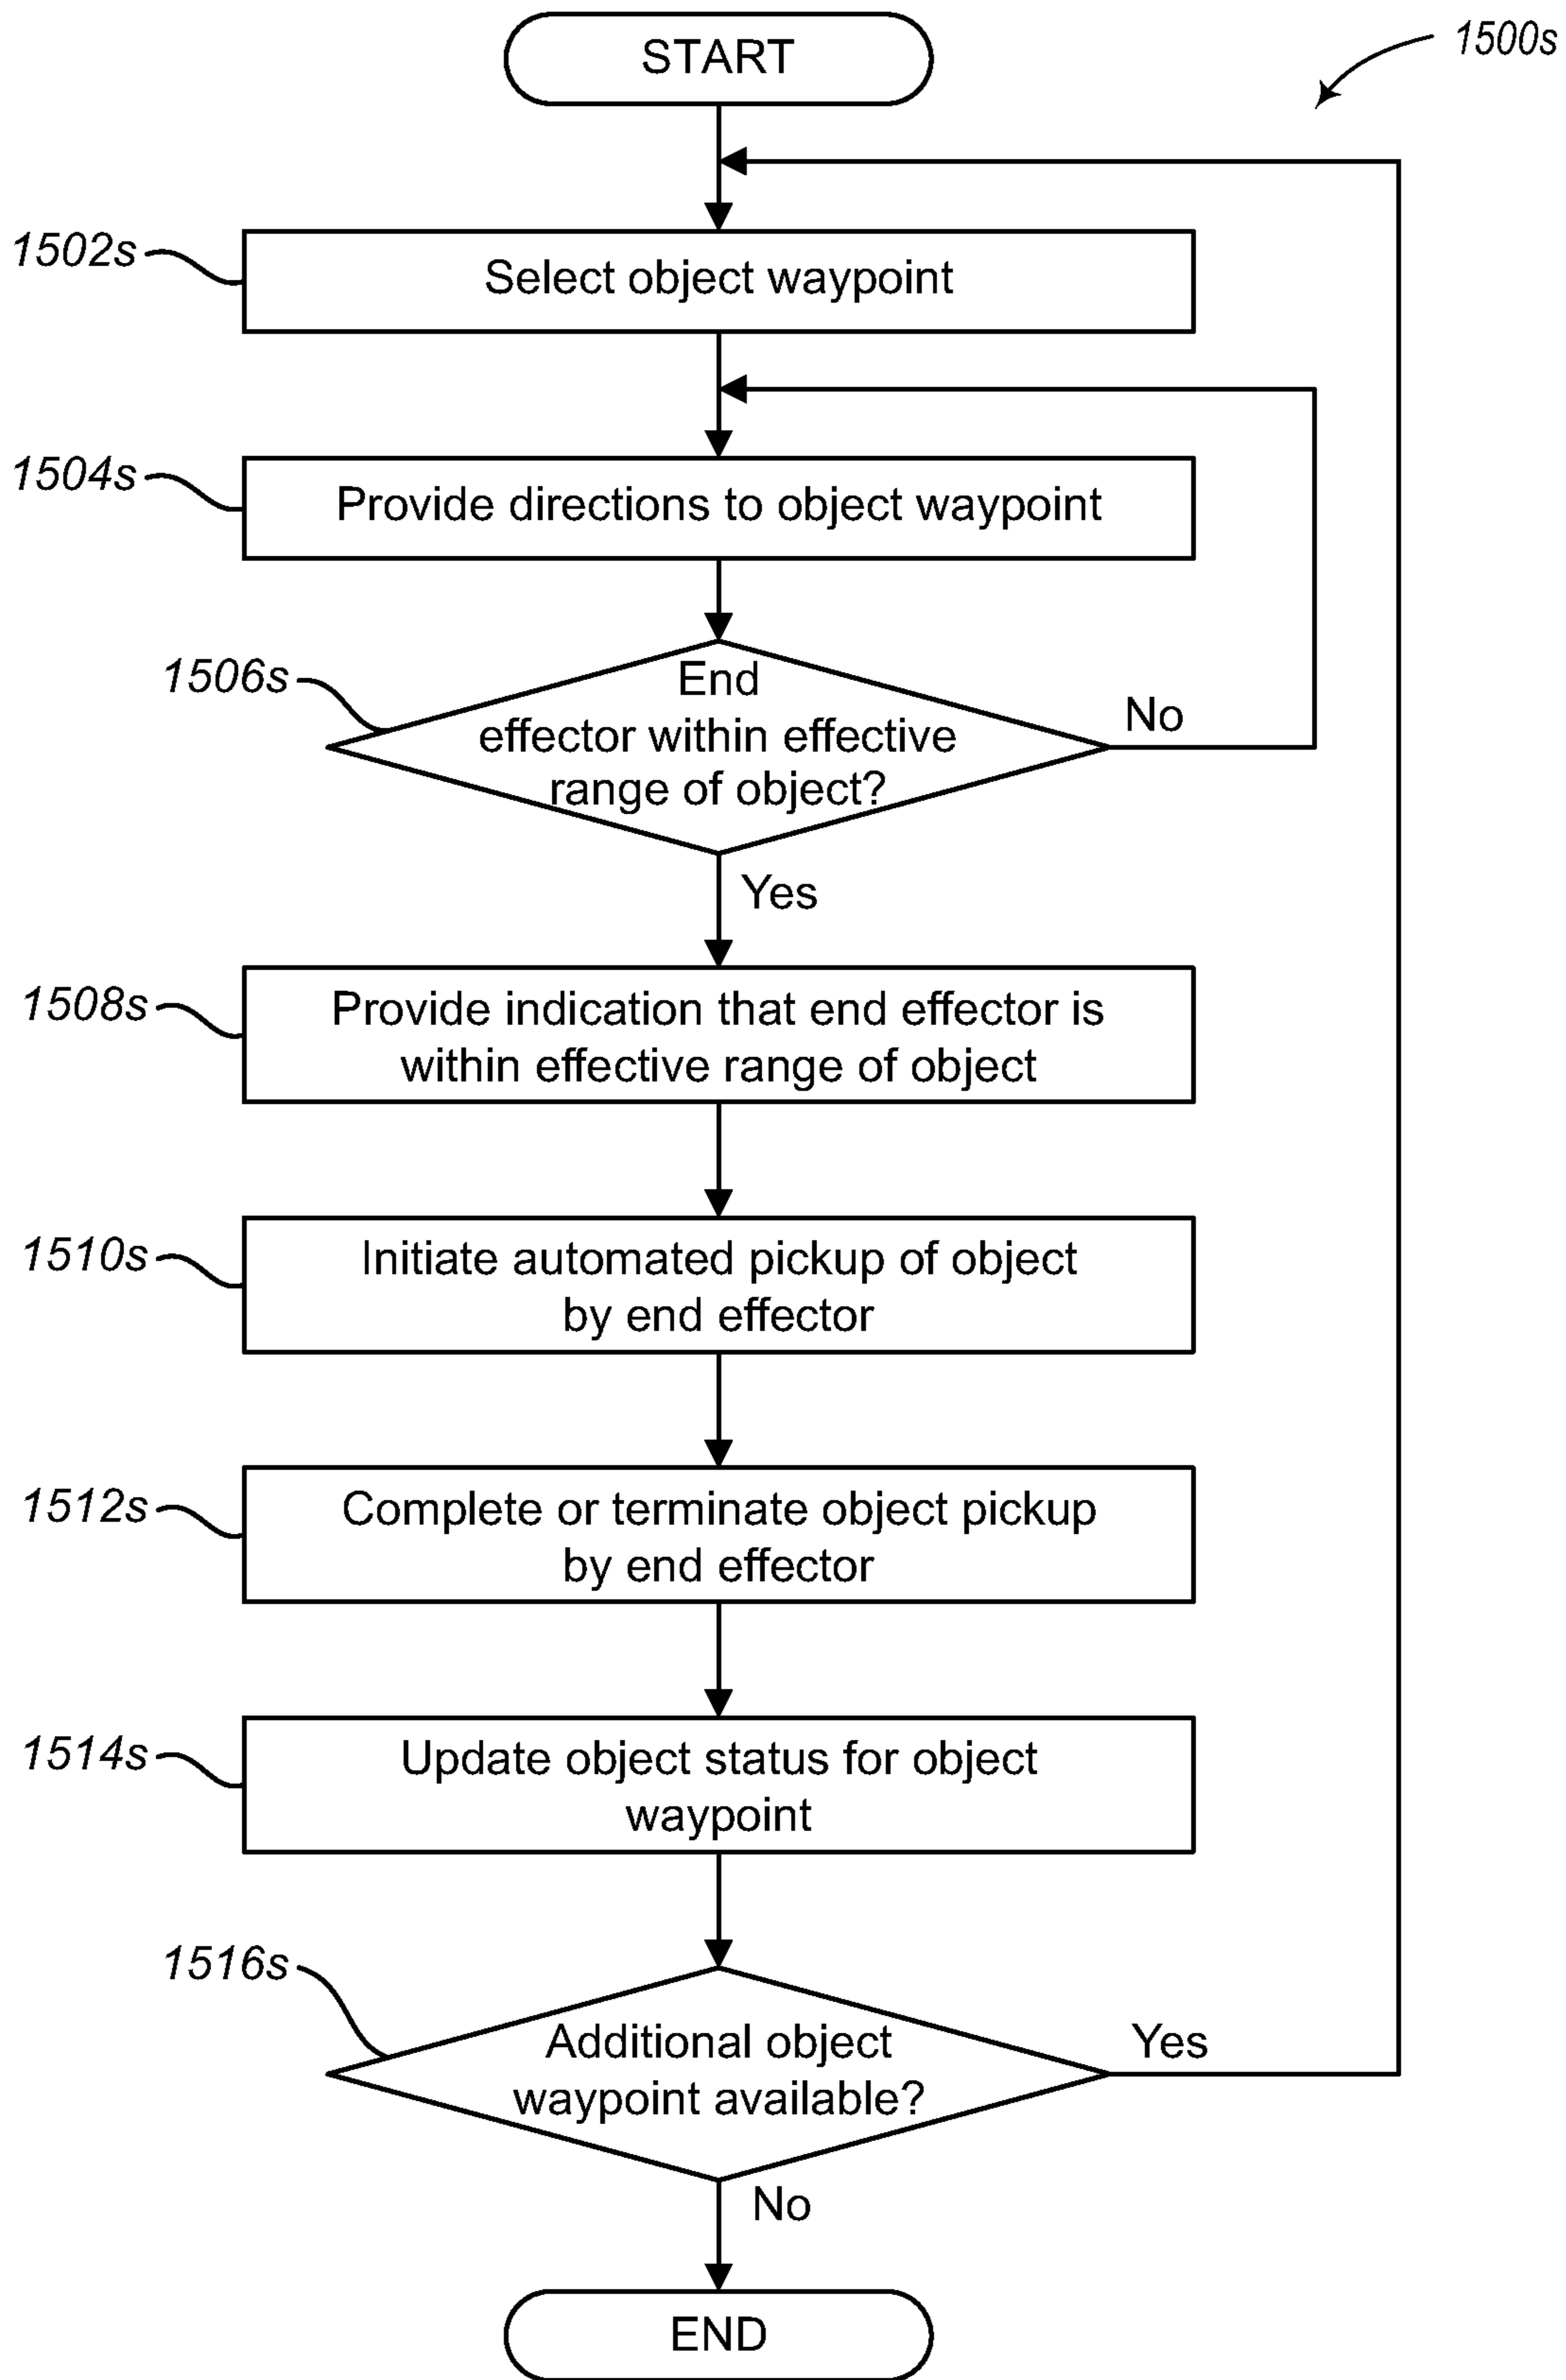 START
1500s
1502s
Select object waypoint
1504s
Provide directions to object waypoint
1506s
End
effector within effective
range of object?
No
Yes
1508s
Provide indication that end effector is
within effective range of object
1510s
Initiate automated pickup of object
by end effector
1512s
Complete or terminate object pickup
by end effector
1514s
Update object status for object
waypoint
1516s
Additional object
waypoint available?
Yes
No
END